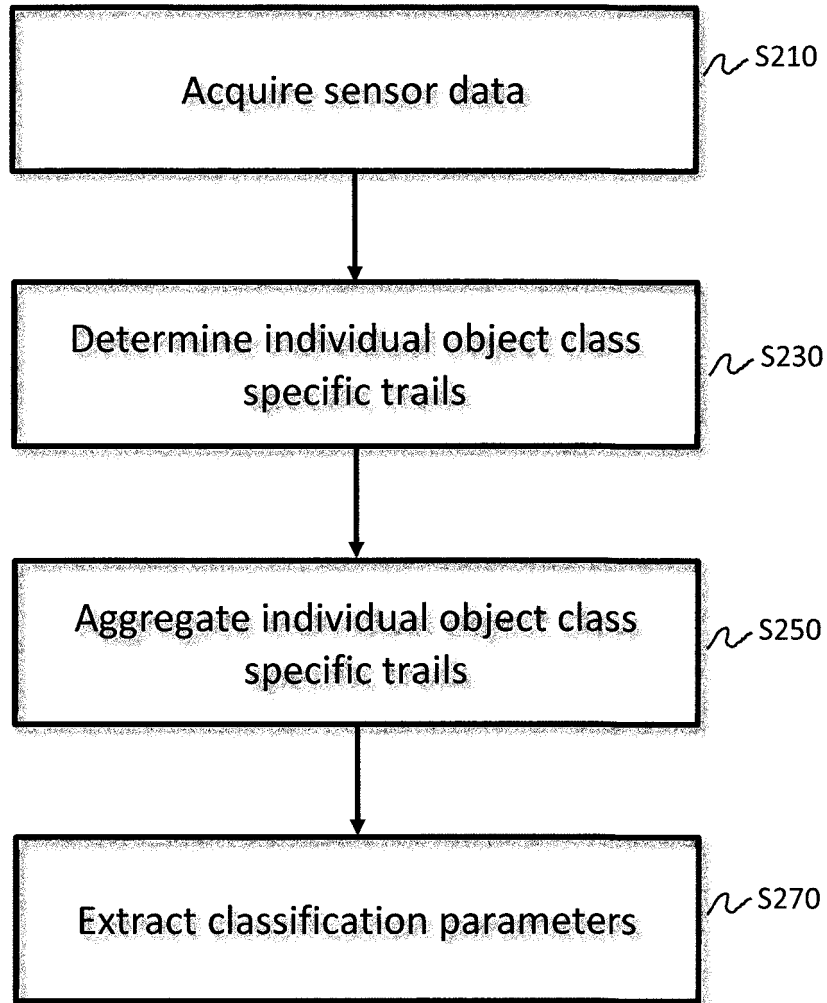 Acquire sensor data
S210
Determine individual object class
specific trails
S230
Aggregate individual object class
specific trails
S250
Extract classification parameters
S270